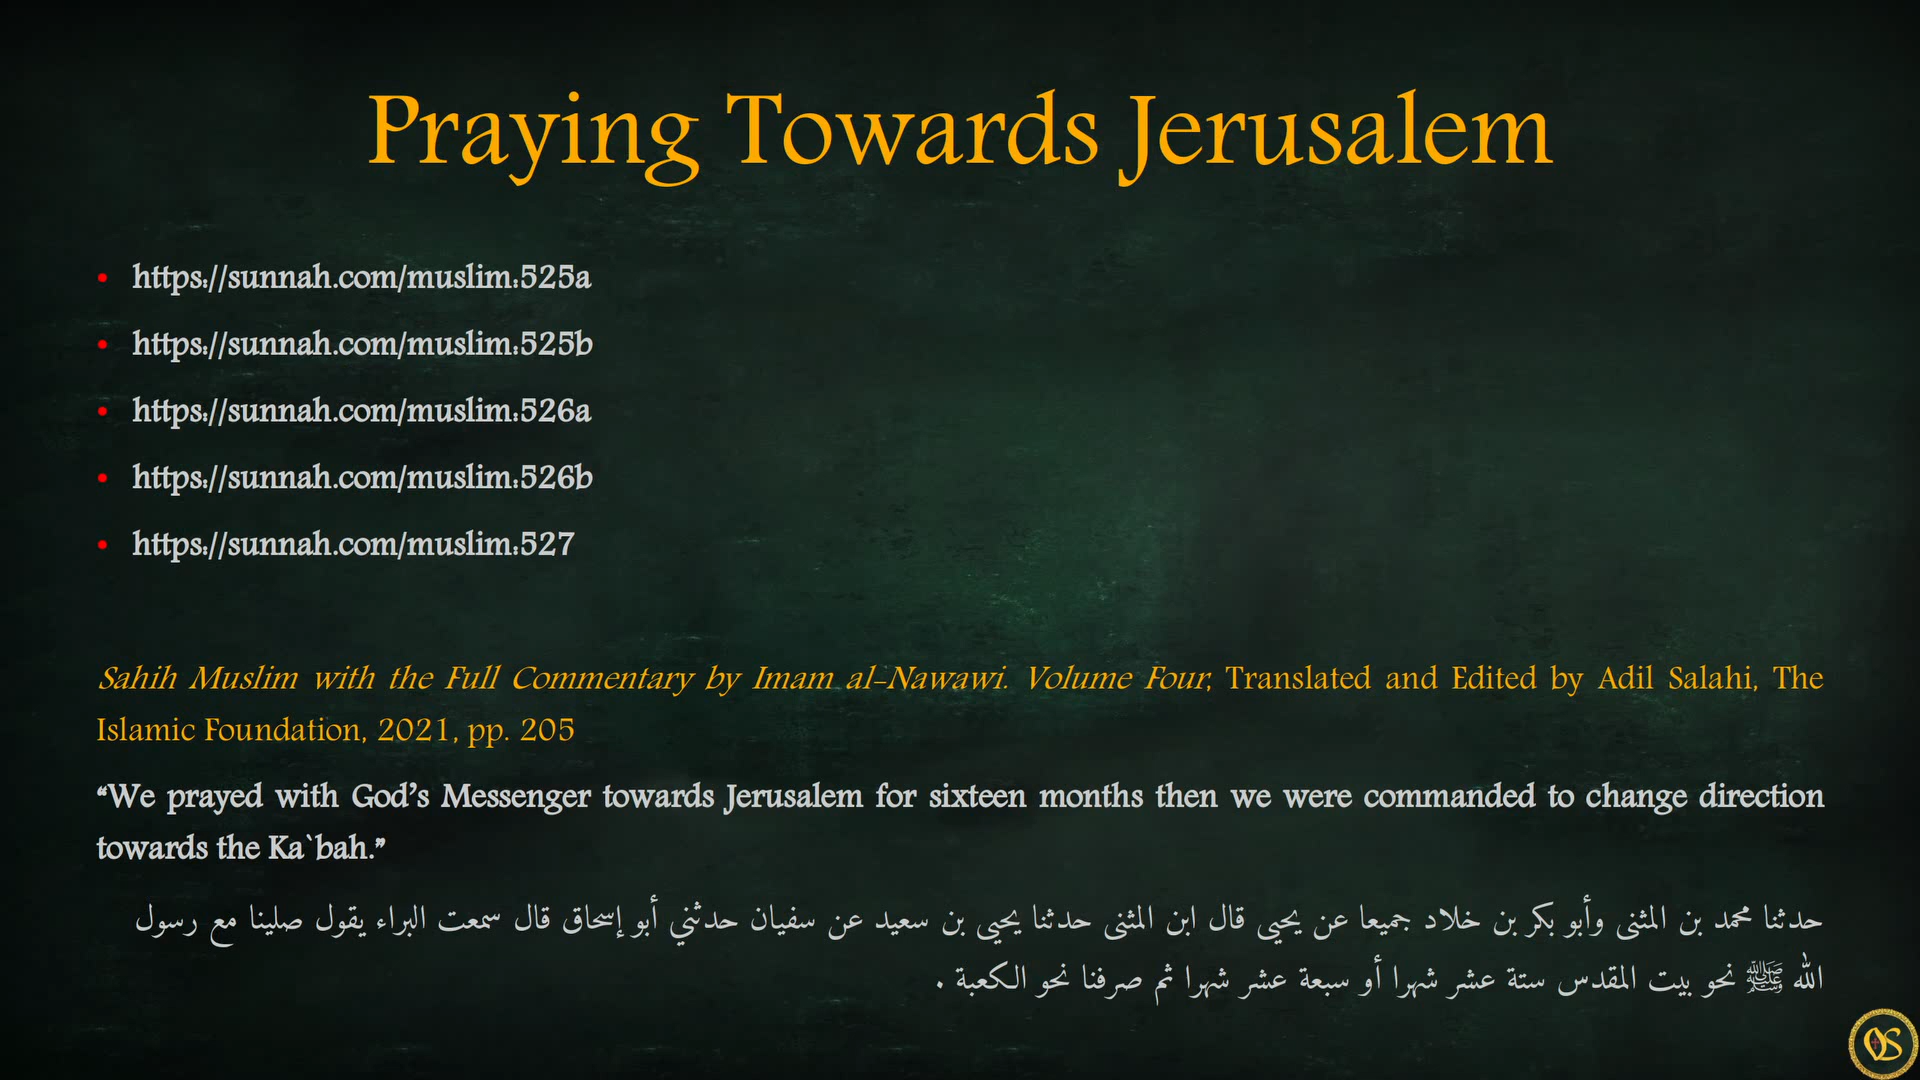 Praying Towards Jerusalem
• https://sunnah.com/muslim:525a
• https://sunnah.com/muslim:525b
• https://sunnah.com/muslim:526a
• https://sunnah.com/muslim:526b
• https://sunnah.com/muslim:527
Sahih Muslim with the Full Commentary by Imam al-Nawawi. Volume Four, Translated and Edited by Adil Salahi, The
Islamic Foundation, 2021, pp. 205
“We prayed with God’s Messenger towards Jerusalem for sixteen months then we were commanded to change direction
towards the Ka`bah.”
حدثنا محمد بن المثنى وأبو بكر بن خلاد جميعا عن يحيى قال ابن المثنى حدثنا يحيى بن سعيد عن سفيان حدثني أبو إسحاق قال سمعت البراء يقول صلينا مع رسول
الله ﷺ نحو بيت المقدس ستة عشر شهرا أو سبعة عشر شهرا ثم صرفنا نحو الكعبة .